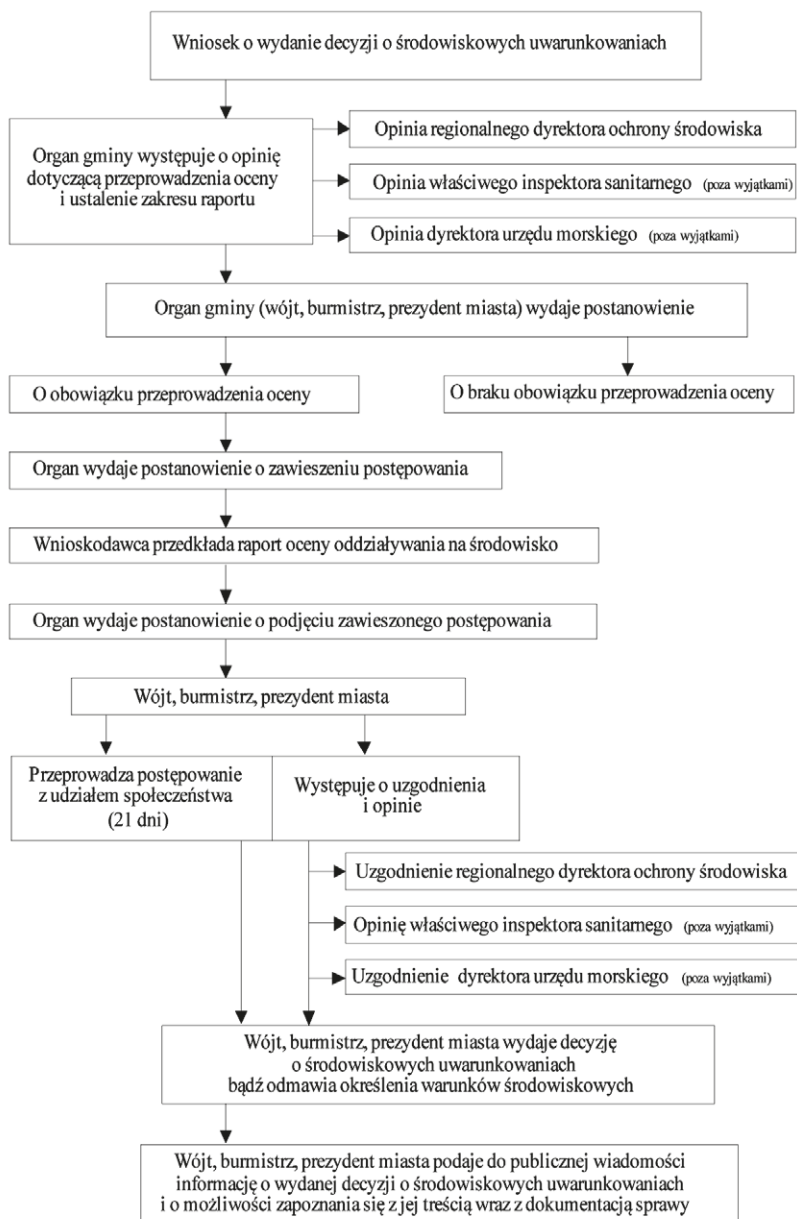 Wniosek o wydanie decyzji o środowiskowych uwarunkowaniach
Organ gminy występuje o opinię
dotyczącą przeprowadzenia oceny
i ustalenie zakresu raportu
Opinia regionalnego dyrektora ochrony środowiska
Opinia właściwego inspektora sanitarnego (poza wyjątkami)
Opinia dyrektora urzędu morskiego (poza wyjątkami)
Organ gminy (wójt, burmistrz, prezydent miasta) wydaje postanowienie
O obowiązku przeprowadzenia oceny
O braku obowiązku przeprowadzenia oceny
Organ wydaje postanowienie o zawieszeniu postępowania
Wnioskodawca przedkłada raport oceny oddziaływania na środowisko
Organ wydaje postanowienie o podjęciu zawieszonego postępowania
Wójt, burmistrz, prezydent miasta
Przeprowadza postępowanie
z udziałem społeczeństwa
(21 dni)
Występuje o uzgodnienia
i opinie
Uzgodnienie regionalnego dyrektora ochrony środowiska
Opinię właściwego inspektora sanitarnego (poza wyjątkami)
Uzgodnienie dyrektora urzędu morskiego (poza wyjątkami)
Wójt, burmistrz, prezydent miasta wydaje decyzję
o środowiskowych uwarunkowaniach
bądź odmawia określenia warunków środowiskowych
Wójt, burmistrz, prezydent miasta podaje do publicznej wiadomości
informację o wydanej decyzji o środowiskowych uwarunkowaniach
i o możliwości zapoznania się z jej treścią wraz z dokumentacją sprawy